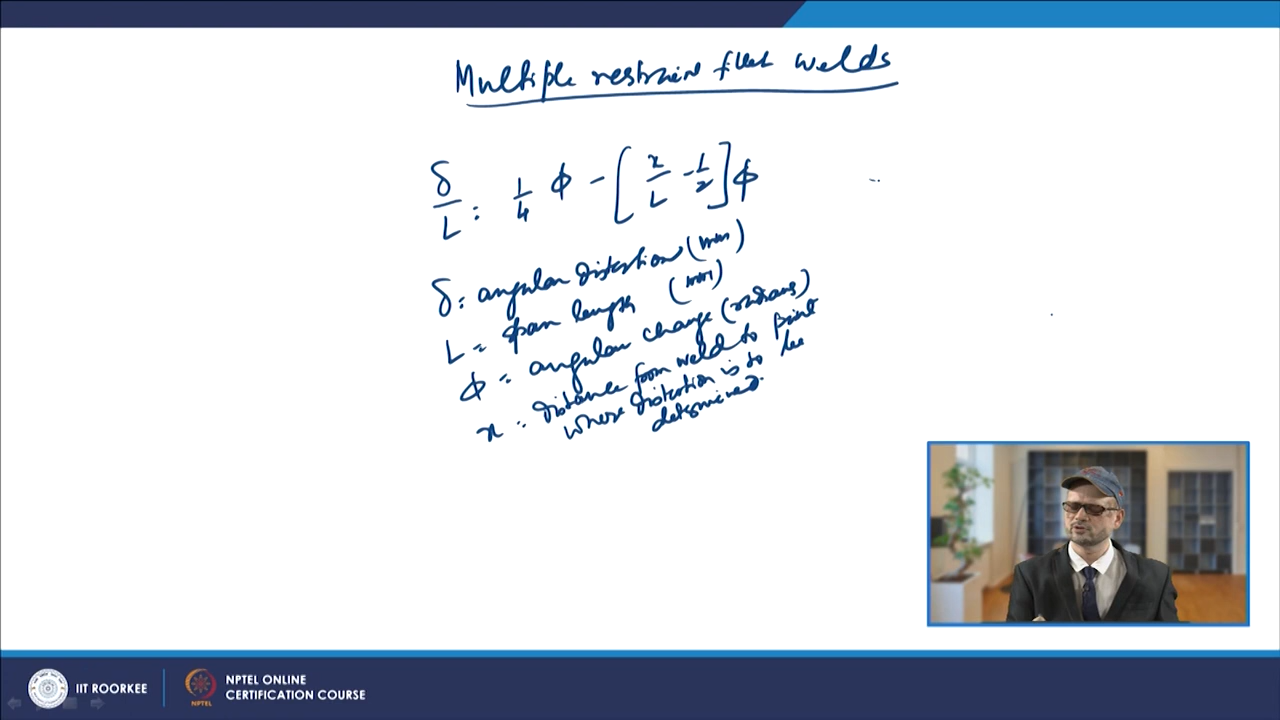 Multiple restraint fillet welds
δ/L = 1/4 φ - [x/L - 1/2] φ
δ = angular distortion (mm)
L = span length (mm)
φ = angular change (radians)
x = distance from weld to point
where distortion is to be
determined.
IIT ROORKEE
NPTEL ONLINE
CERTIFICATION COURSE